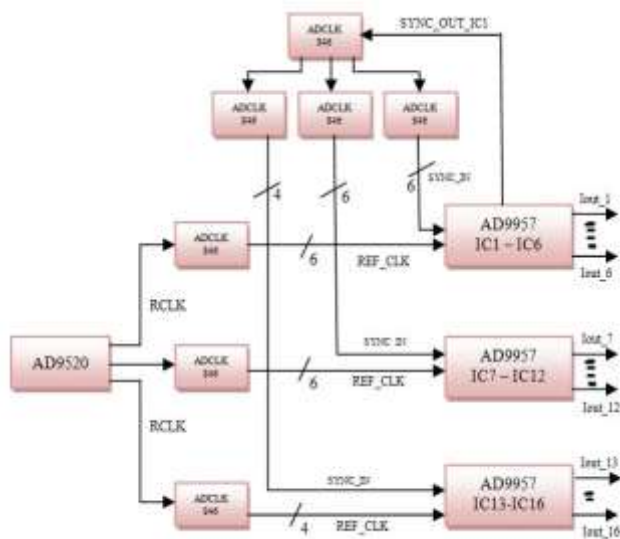 SYNC_OUT_IC1
ADCLK
846
ADCLK
846
ADCLK
846
ADCLK
846
4
6
6
SYNC_IN
Iout_1
ADCLK
846
6
REF_CLK
AD9957
IC1 – IC6
Iout_6
RCLK
AD9520
ADCLK
846
6
SYNC_IN
REF_CLK
AD9957
IC7 – IC12
Iout_7
Iout_12
RCLK
ADCLK
846
4
SYNC_IN
REF_CLK
AD9957
IC13-IC16
Iout_13
Iout_16